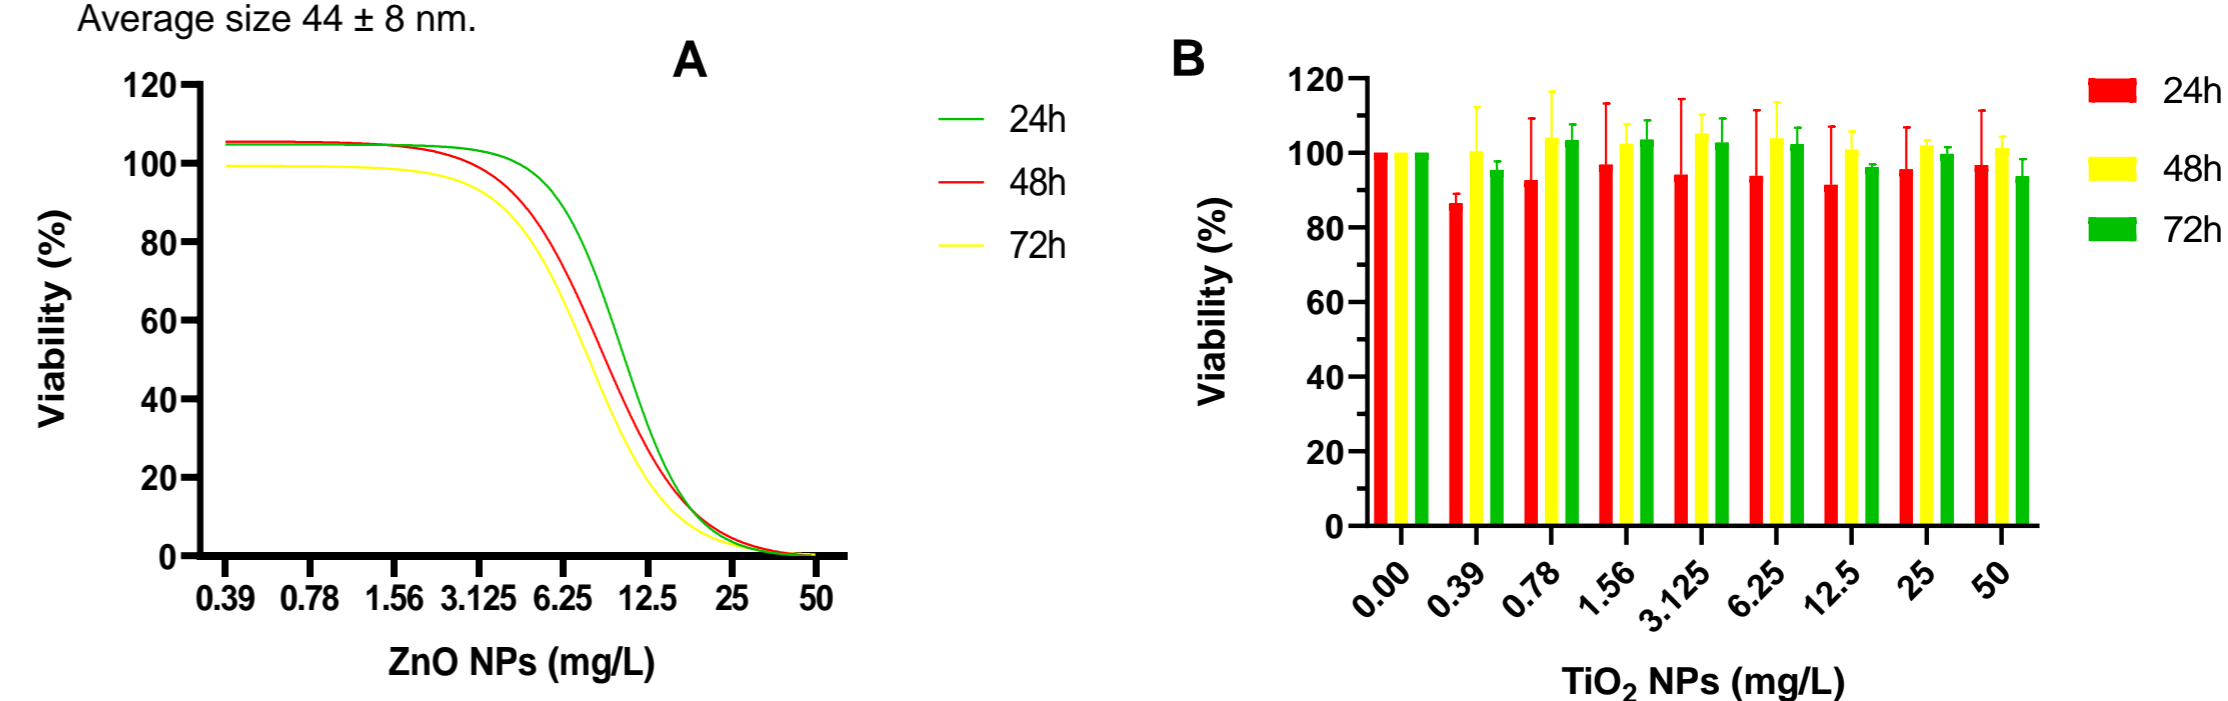 Average size 44 ± 8 nm.
A
120
100
80
60
40
20
0
Viability (%)
0.39 0.78 1.56 3.125 6.25 12.5 25 50
ZnO NPs (mg/L)
24h
48h
72h
B
120
100
80
60
40
20
0
Viability (%)
0.00 0.39 0.78 1.56 3.125 6.25 12.5 25 50
TiO₂ NPs (mg/L)
24h
48h
72h